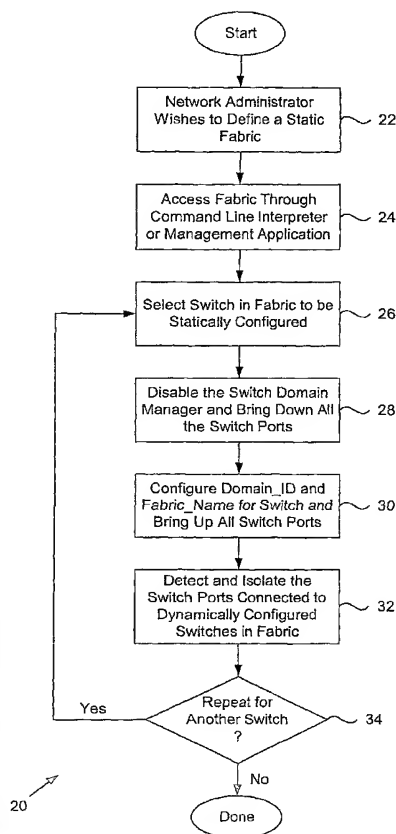 Start
Network Administrator
Wishes to Define a Static
Fabric
22
Access Fabric Through
Command Line Interpreter
or Management Application
24
Select Switch in Fabric to be
Statically Configured
26
Disable the Switch Domain
Manager and Bring Down All
the Switch Ports
28
Configure Domain_ID and
Fabric_Name for Switch and
Bring Up All Switch Ports
30
Detect and Isolate the
Switch Ports Connected to
Dynamically Configured
Switches in Fabric
32
Yes
Repeat for
Another Switch
?
34
No
20
Done